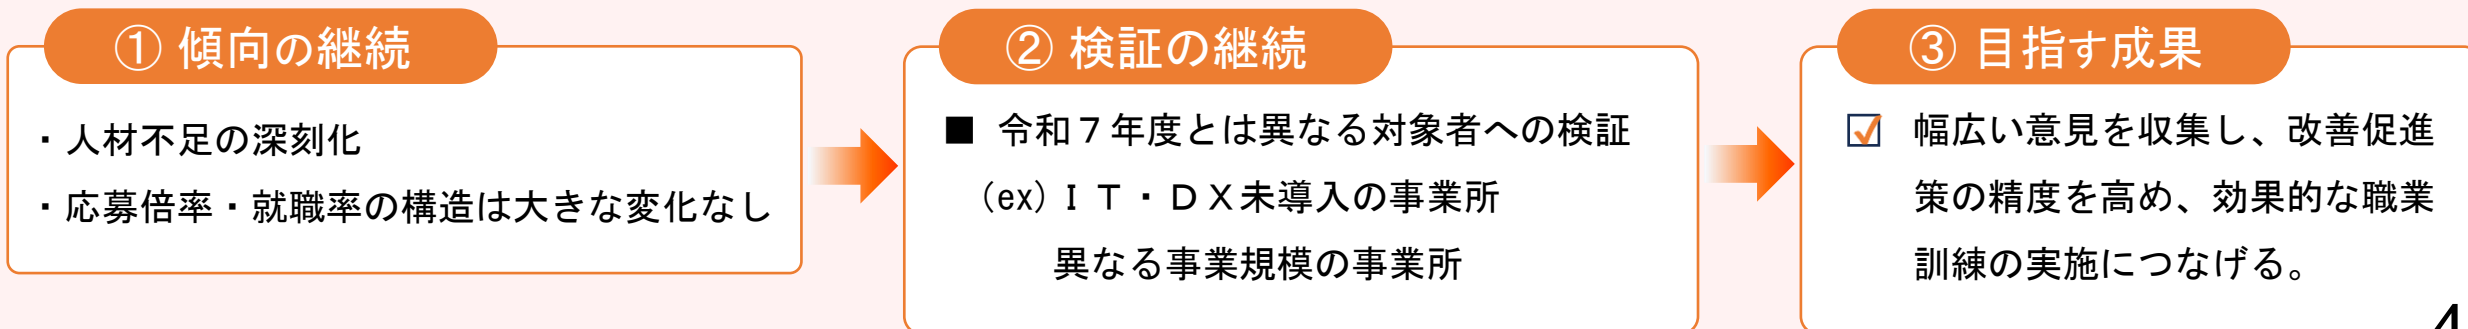 ① 傾向の継続
・人材不足の深刻化
・応募倍率・就職率の構造は大きな変化なし
② 検証の継続
■ 令和７年度とは異なる対象者への検証
(ex)ＩＴ・ＤＸ未導入の事業所
異なる事業規模の事業所
③ 目指す成果
☑ 幅広い意見を収集し、改善促進
策の精度を高め、効果的な職業
訓練の実施につなげる。
4